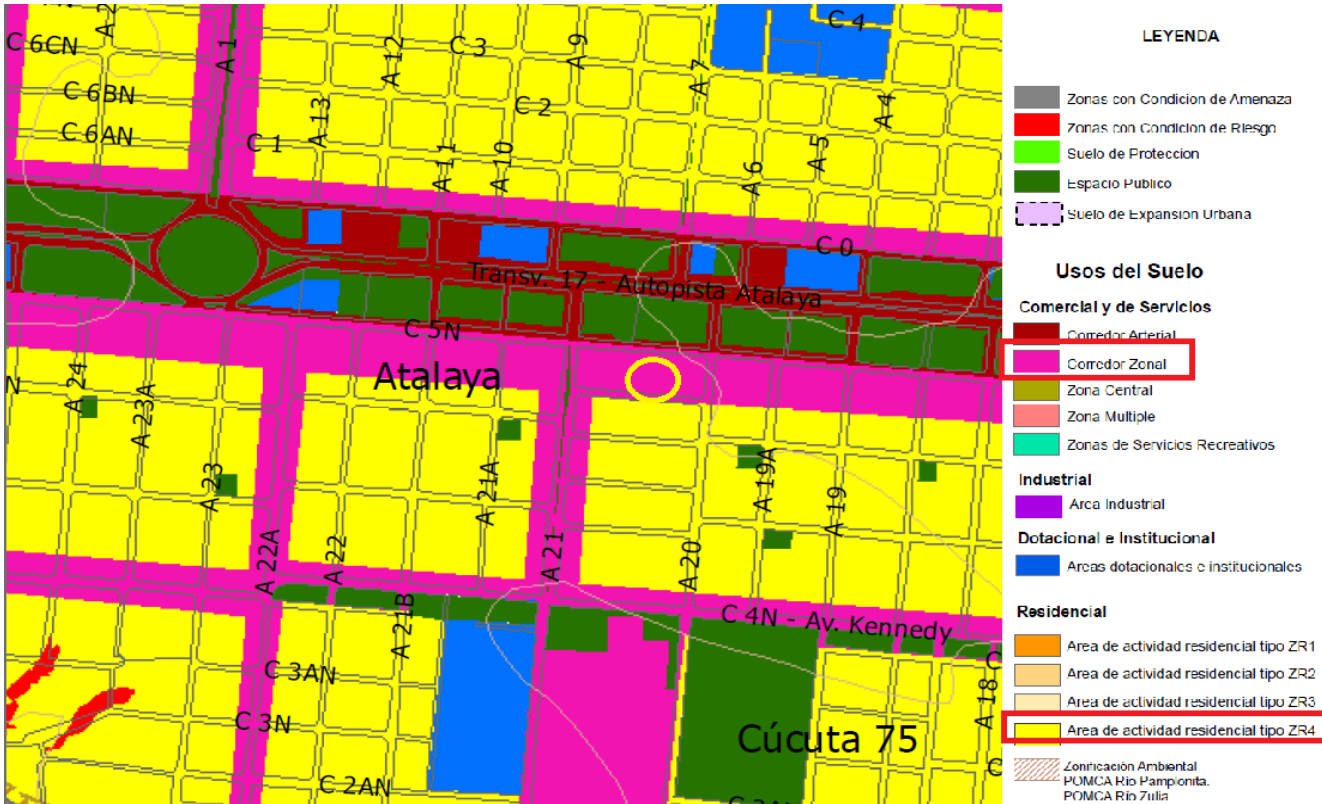 A 2
C 6CN
C 6BN
C 6AN
A 1
A 12
C 3
A 9
C 4
A 7
C 2
A 13
C 1
A 11
A 10
A 4
A 5
A 6
C 0
Transv. 17 - Autopista Atalaya
C 5N
Atalaya
N
A 24
A 23A
A 23
A 21A
A 19A
A 19
A 22A
A 22
A 21
A 20
A 21B
C 4N - Av. Kennedy
C 3AN
C 3N
A 18
Cúcuta 75
C 2AN
C
LEYENDA
Zonas con Condicion de Amenaza
Zonas con Condicion de Riesgo
Suelo de Proteccion
Espacio Público
Suelo de Expansion Urbana
Usos del Suelo
Comercial y de Servicios
Corredor Arterial
Corredor Zonal
Zona Central
Zona Multiple
Zonas de Servicios Recreativos
Industrial
Area Industrial
Dotacional e Institucional
Areas dotacionales e institucionales
Residencial
Area de actividad residencial tipo ZR1
Area de actividad residencial tipo ZR2
Area de actividad residencial tipo ZR3
Area de actividad residencial tipo ZR4
Zonificación Ambiental
POMCA Río Pamplonita.
POMCA Río Zulia